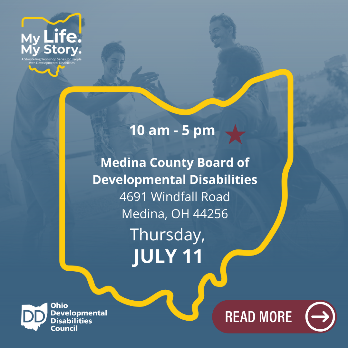 My Life.
My Story.
10 am - 5 pm
Medina County Board of
Developmental Disabilities
4691 Windfall Road
Medina, OH 44256
Thursday,
JULY 11
DD
Ohio
Developmental
Disabilities
Council
READ MORE